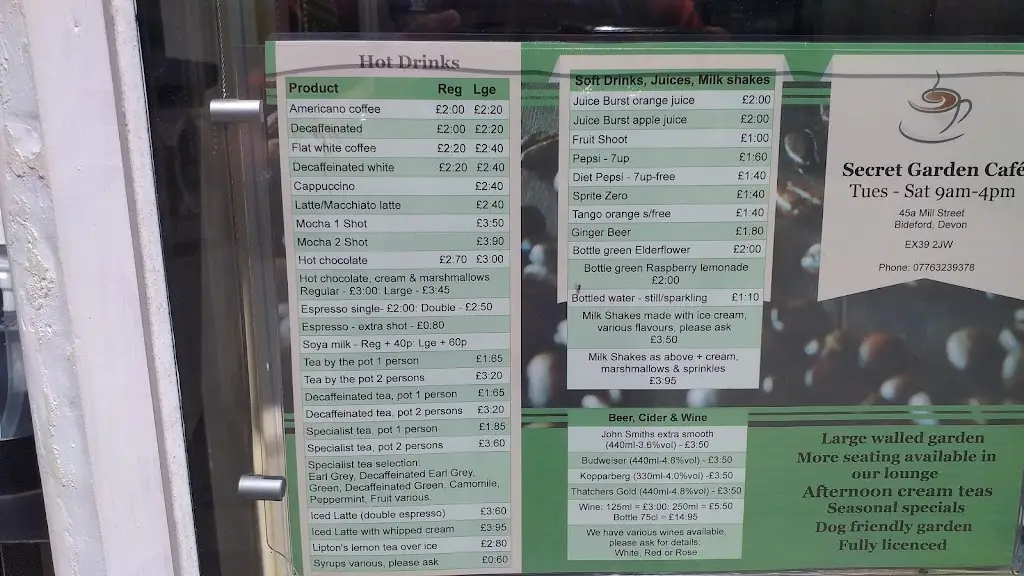 Hot Drinks
Product Reg Lge
Americano coffee £2:00 £2:20
Decaffeinated £2:00 £2:20
Flat white coffee £2:20 £2:40
Decaffeinated white £2:20 £2:40
Cappuccino £2:40
Latte/Macchiato latte £2:40
Mocha 1 Shot £3:50
Mocha 2 Shot £3:90
Hot chocolate £2:70 £3:00
Hot chocolate, cream & marshmallows
Regular - £3:00: Large - £3:45
Espresso single- £2:00: Double - £2:50
Espresso - extra shot - £0:80
Soya milk - Reg + 40p: Lge + 60p
Tea by the pot 1 person £1:65
Tea by the pot 2 persons £3:20
Decaffeinated tea, pot 1 person £1:65
Decaffeinated tea, pot 2 persons £3:20
Specialist tea, pot 1 person £1:85
Specialist tea, pot 2 persons £3:60
Specialist tea selection:
Earl Grey, Decaffeinated Earl Grey,
Green, Decaffeinated Green, Camomile,
Peppermint, Fruit various.
Iced Latte (double espresso) £3:60
Iced Latte with whipped cream £3:95
Lipton's lemon tea over ice £2:80
Syrups various, please ask £0:60
Soft Drinks, Juices, Milk shakes
Juice Burst orange juice £2:00
Juice Burst apple juice £2:00
Fruit Shoot £1:00
Pepsi - 7up £1:60
Diet Pepsi - 7up-free £1:40
Sprite Zero £1:40
Tango orange s/free £1:40
Ginger Beer £1:80
Bottle green Elderflower £2:00
Bottle green Raspberry lemonade
£2:00
Bottled water - still/sparkling £1:10
Milk Shakes made with ice cream,
various flavours, please ask
£3:50
Milk Shakes as above + cream,
marshmallows & sprinkles
£3:95
Beer, Cider & Wine
John Smiths extra smooth
(440ml-3.6%vol) - £3:50
Budweiser (440ml-4.8%vol) - £3:50
Kopparberg (330ml-4.0%vol) -£3:50
Thatchers Gold (440ml-4.8%vol) - £3:50
Wine: 125ml = £3:00: 250ml = £5:50
Bottle 75cl = £14:95
We have various wines available,
please ask for details:
White, Red or Rose
Secret Garden Café
Tues - Sat 9am-4pm
45a Mill Street
Bideford, Devon
EX39 2JW
Phone: 07763239378
Large walled garden
More seating available in
our lounge
Afternoon cream teas
Seasonal specials
Dog friendly garden
Fully licenced